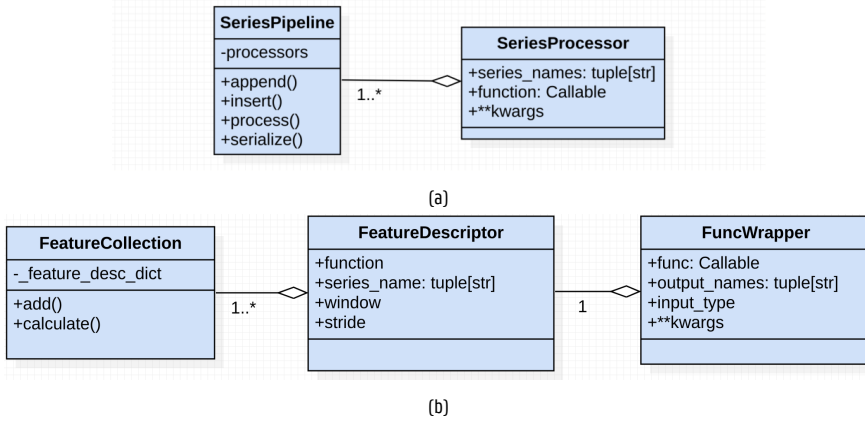 SeriesPipeline
-processors
+append()
+insert()
+process()
+serialize()
1..*
SeriesProcessor
+series_names: tuple[str]
+function: Callable
+**kwargs
(a)
FeatureCollection
-_feature_desc_dict
+add()
+calculate()
1..*
FeatureDescriptor
+function
+series_name: tuple[str]
+window
+stride
1
FuncWrapper
+func: Callable
+output_names: tuple[str]
+input_type
+**kwargs
(b)